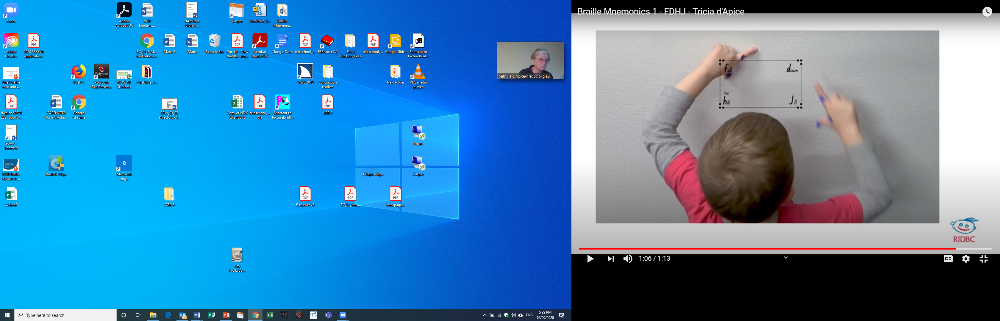 Zoom
Adobe
Acrobat DC
2018
Enrolme...
dAp Dots
blurb f...
Casper
OneDrive_1...
Braille
Mnemoni...
Adobe
Creati...
2020 SSS (VI)
Applicatio...
EC_L1_E_M...
for Emboss...
Maps 2
Maps
Recycle Bin
Purcell - Now
that the sun...
Acrobat
Reader DC
Google Docs
teleschool_...
FSReader 3.0
Final
Duxbury Files
teleschool_...
Google Slides
Shortcut to
PictureBrail...
Brief braille
read and ...
Firefox
Polycom
RealPresen...
NEW All
Students
OneDrive_1...
JAWS 2018
contraction
readers
New folder
VLC media
player
dApice SPEVI
2020 applic...
CASENOTES
for Individu...
Google
Chrome
2019_03_07
Directory of...
Copy of NDIS
Client List
teleschool_...
(1)
Shortcut to
PictureBraill...
UEB 2
SOAP -
Shortcut
Prism
ICEB Braille
Research ...
Realtek-Hig...
Microsoft
Edge
PDapiceSig...
Casper
with of
OZD 3
B master v3
EC_L1_bac...
backpage...
Cay
Holbroo...
patricia.d'Apice@ridbc.org.au
Type here to search
ENG
5:29 PM
16/09/2020
Braille Mnemonics 1 - FDHJ - Tricia d'Apice
fall
down
(the)
hill
jill
RIDBC
1:06 / 1:13
CC